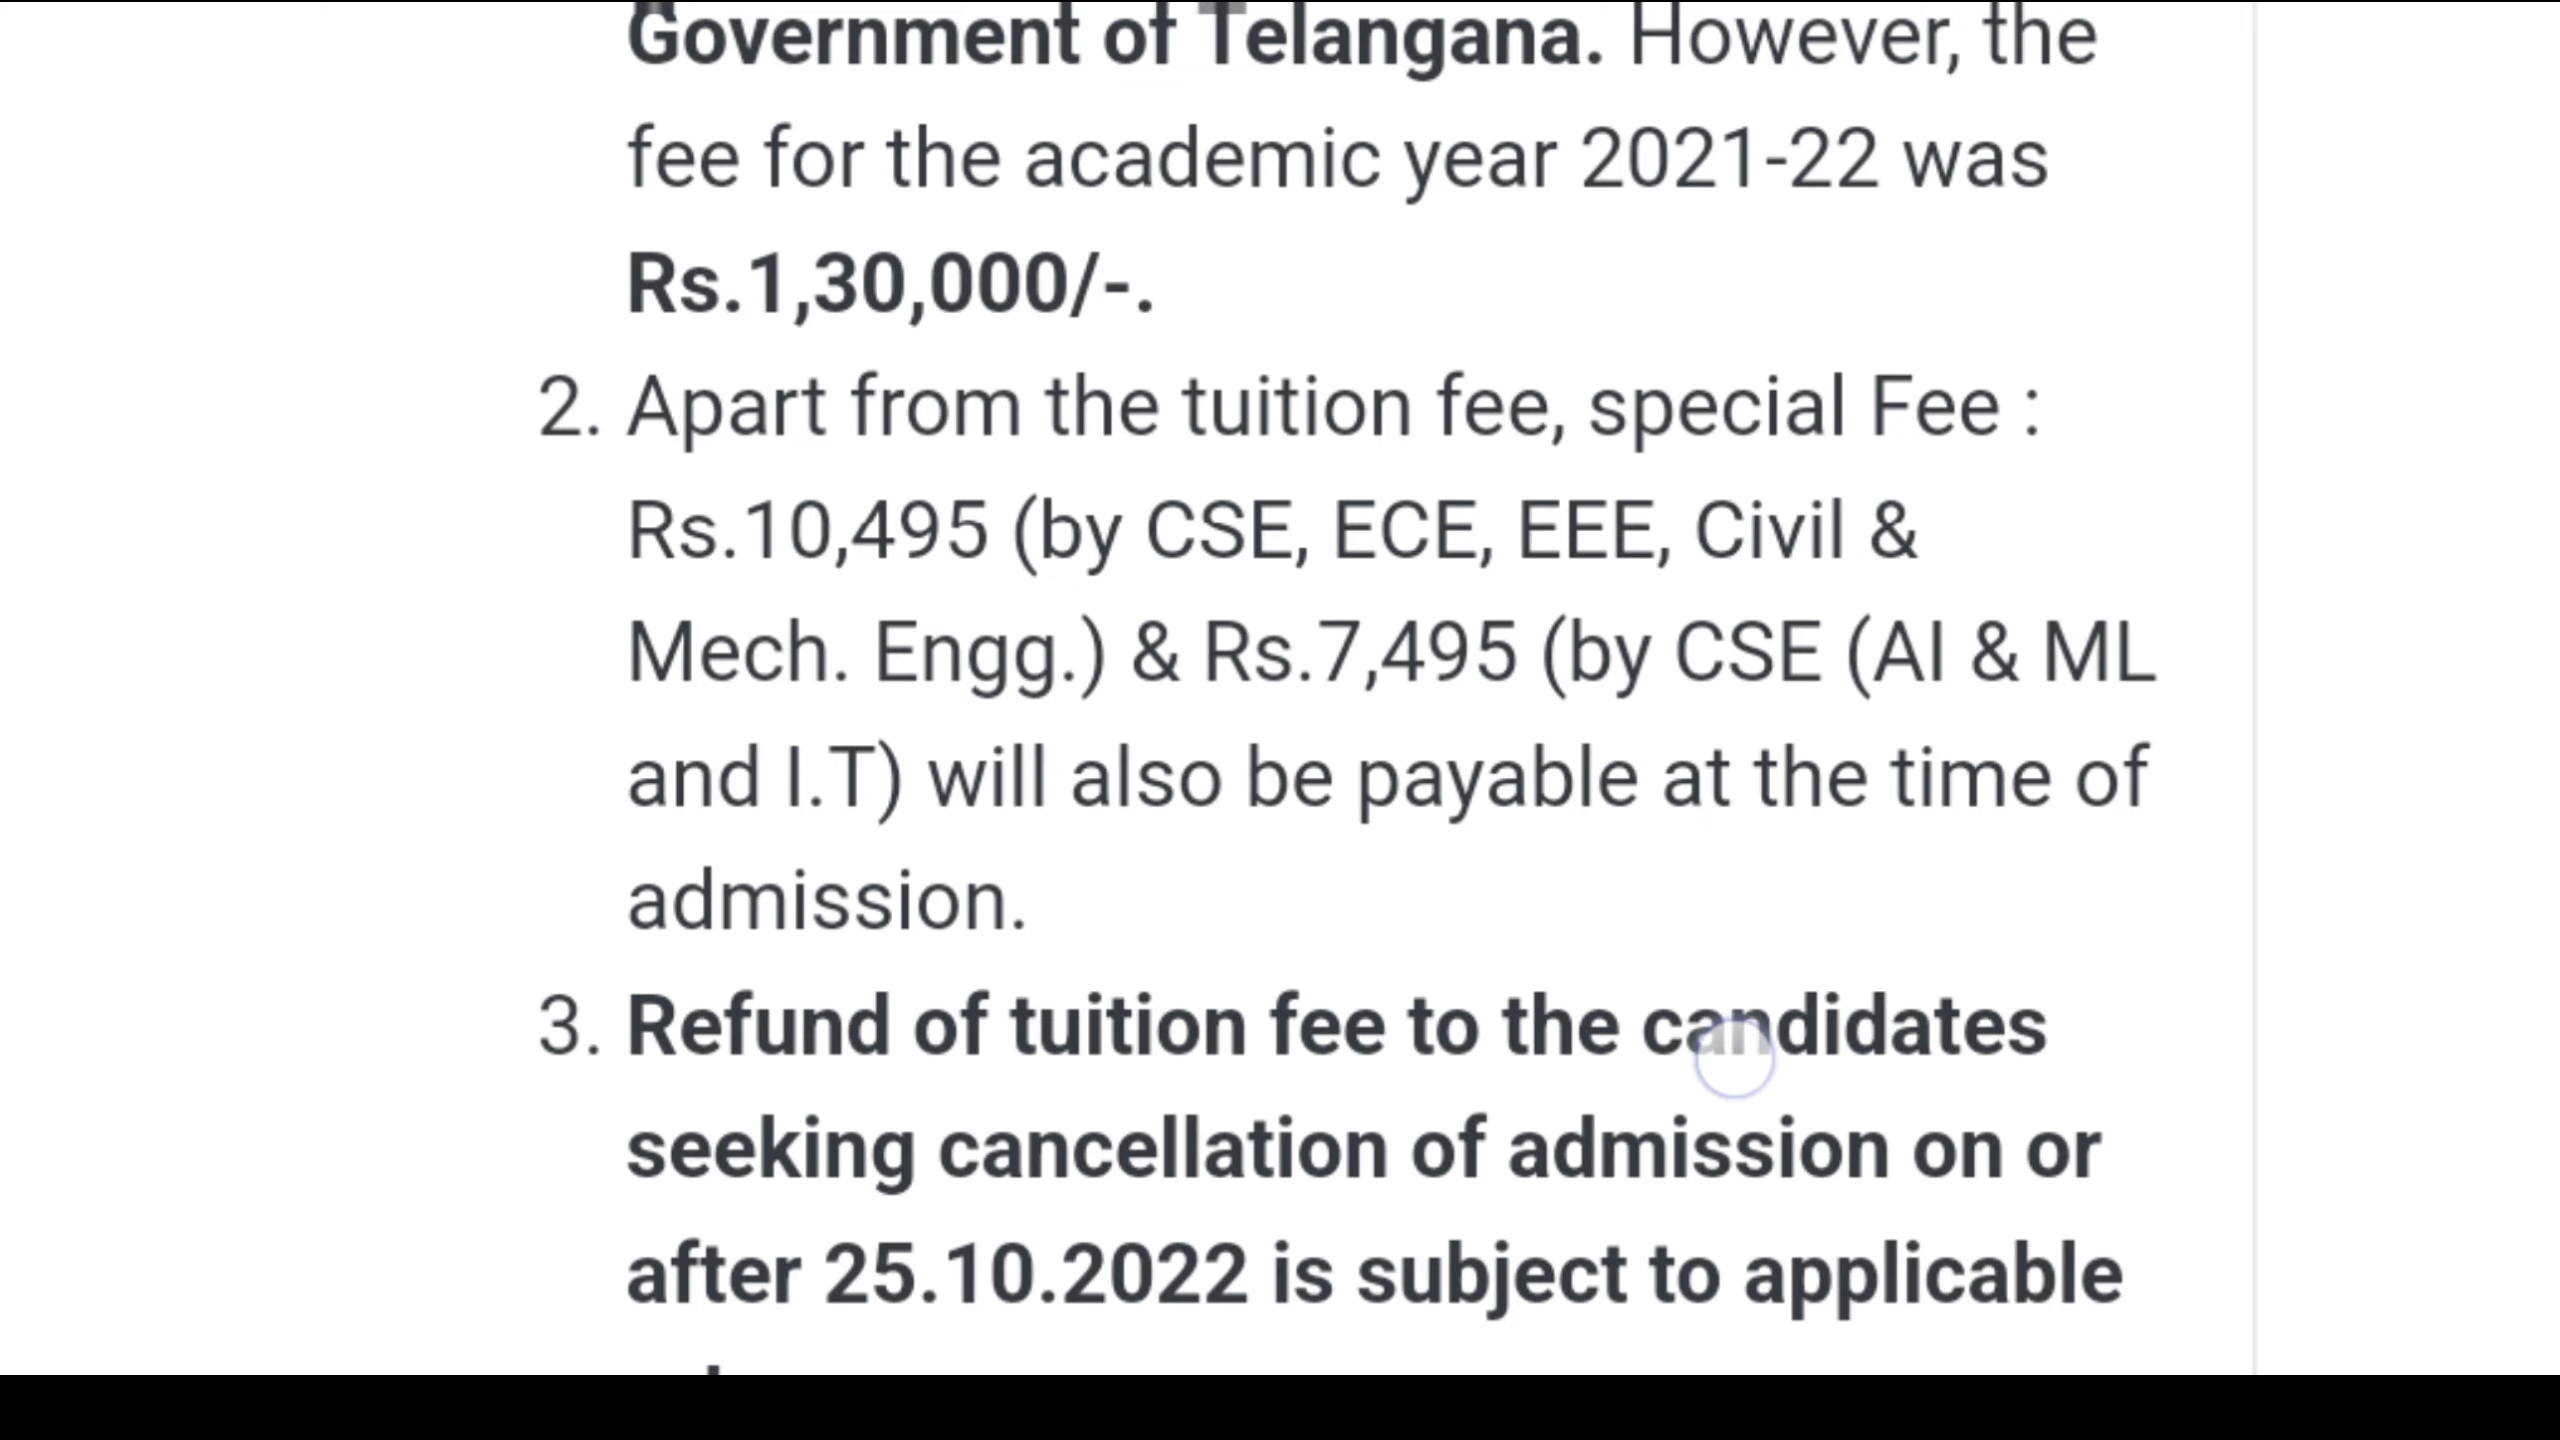 Government of Telangana. However, the
fee for the academic year 2021-22 was
Rs.1,30,000/-.
2. Apart from the tuition fee, special Fee :
Rs.10,495 (by CSE, ECE, EEE, Civil &
Mech. Engg.) & Rs.7,495 (by CSE (AI & ML
and I.T) will also be payable at the time of
admission.
3. Refund of tuition fee to the candidates
seeking cancellation of admission on or
after 25.10.2022 is subject to applicable